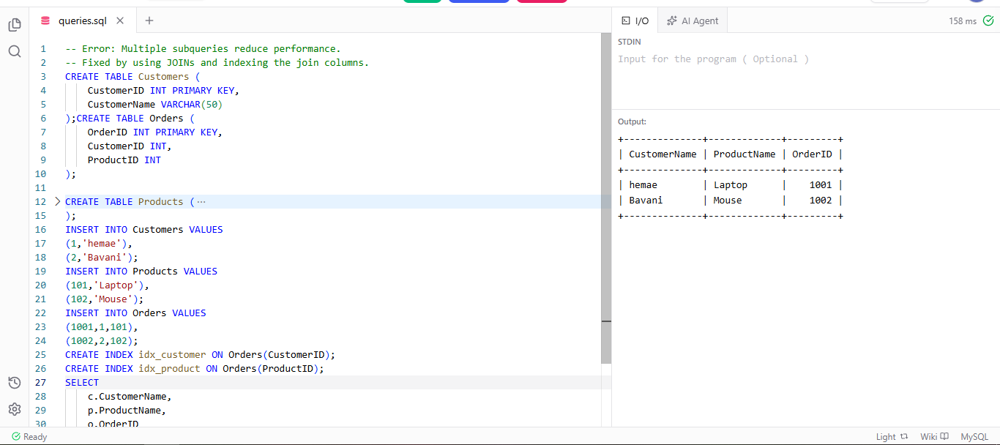 queries.sql
I/O
AI Agent
158 ms
1 -- Error: Multiple subqueries reduce performance.
2 -- Fixed by using JOINs and indexing the join columns.
3 CREATE TABLE Customers (
4 CustomerID INT PRIMARY KEY,
5 CustomerName VARCHAR(50)
6 );CREATE TABLE Orders (
7 OrderID INT PRIMARY KEY,
8 CustomerID INT,
9 ProductID INT
10 );
11
12 CREATE TABLE Products ( ···
15 );
16 INSERT INTO Customers VALUES
17 (1,'hemae'),
18 (2,'Bavani');
19 INSERT INTO Products VALUES
20 (101,'Laptop'),
21 (102,'Mouse');
22 INSERT INTO Orders VALUES
23 (1001,1,101),
24 (1002,2,102);
25 CREATE INDEX idx_customer ON Orders(CustomerID);
26 CREATE INDEX idx_product ON Orders(ProductID);
27 SELECT
28 c.CustomerName,
29 p.ProductName,
30 o.OrderID
STDIN
Input for the program ( Optional )
Output:
+--------------+-------------+---------+
| CustomerName | ProductName | OrderID |
+--------------+-------------+---------+
| hemae | Laptop | 1001 |
| Bavani | Mouse | 1002 |
+--------------+-------------+---------+
Ready
Light
Wiki
MySQL